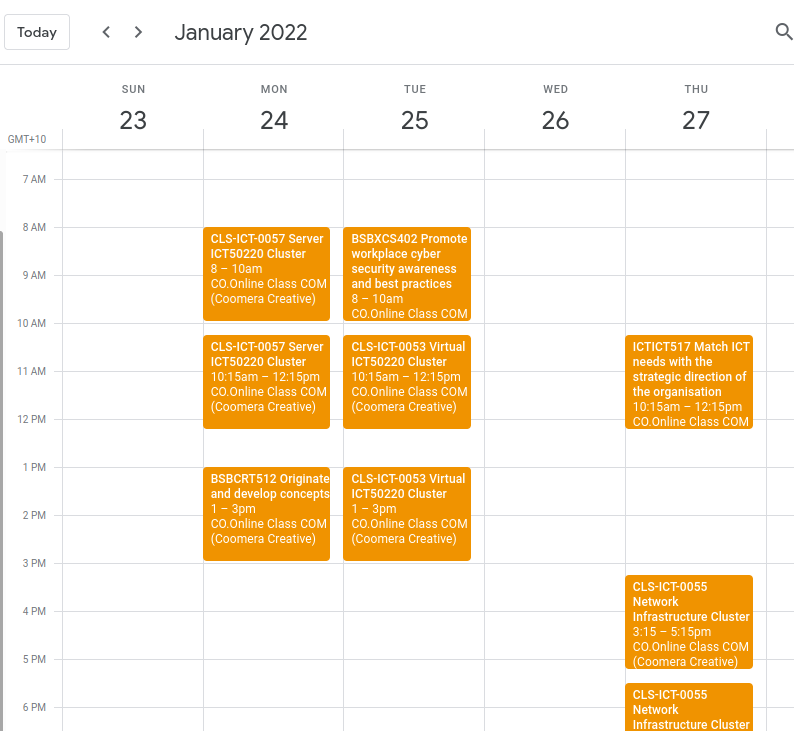 Today
January 2022
SUN
MON
TUE
WED
THU
23
24
25
26
27
GMT+10
7 AM
8 AM
9 AM
10 AM
11 AM
12 PM
1 PM
2 PM
3 PM
4 PM
5 PM
6 PM
CLS-ICT-0057 Server
ICT50220 Cluster
8 – 10am
CO.Online Class COM
(Coomera Creative)
CLS-ICT-0057 Server
ICT50220 Cluster
10:15am – 12:15pm
CO.Online Class COM
(Coomera Creative)
BSBCRT512 Originate
and develop concepts
1 – 3pm
CO.Online Class COM
(Coomera Creative)
BSBXCS402 Promote
workplace cyber
security awareness
and best practices
8 – 10am
CO.Online Class COM
CLS-ICT-0053 Virtual
ICT50220 Cluster
10:15am – 12:15pm
CO.Online Class COM
(Coomera Creative)
CLS-ICT-0053 Virtual
ICT50220 Cluster
1 – 3pm
CO.Online Class COM
(Coomera Creative)
ICTICT517 Match ICT
needs with the
strategic direction of
the organisation
10:15am – 12:15pm
CO.Online Class COM
CLS-ICT-0055
Network
Infrastructure Cluster
3:15 – 5:15pm
CO.Online Class COM
(Coomera Creative)
CLS-ICT-0055
Network
Infrastructure Cluster